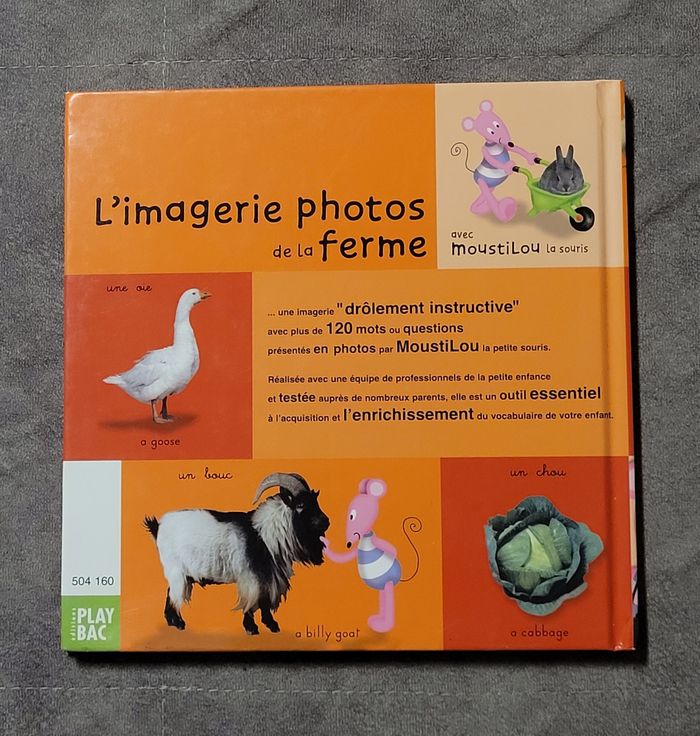 L'imagerie photos
de la ferme
avec
moustiLou la souris
une oie
a goose
... une imagerie "drôlement instructive"
avec plus de 120 mots ou questions
présentés en photos par MoustiLou la petite souris.
Réalisée avec une équipe de professionnels de la petite enfance
et testée auprès de nombreux parents, elle est un outil essentiel
à l'acquisition et l'enrichissement du vocabulaire de votre enfant.
un bouc
a billy goat
un chou
a cabbage
504 160
éditions
PLAY
BAC